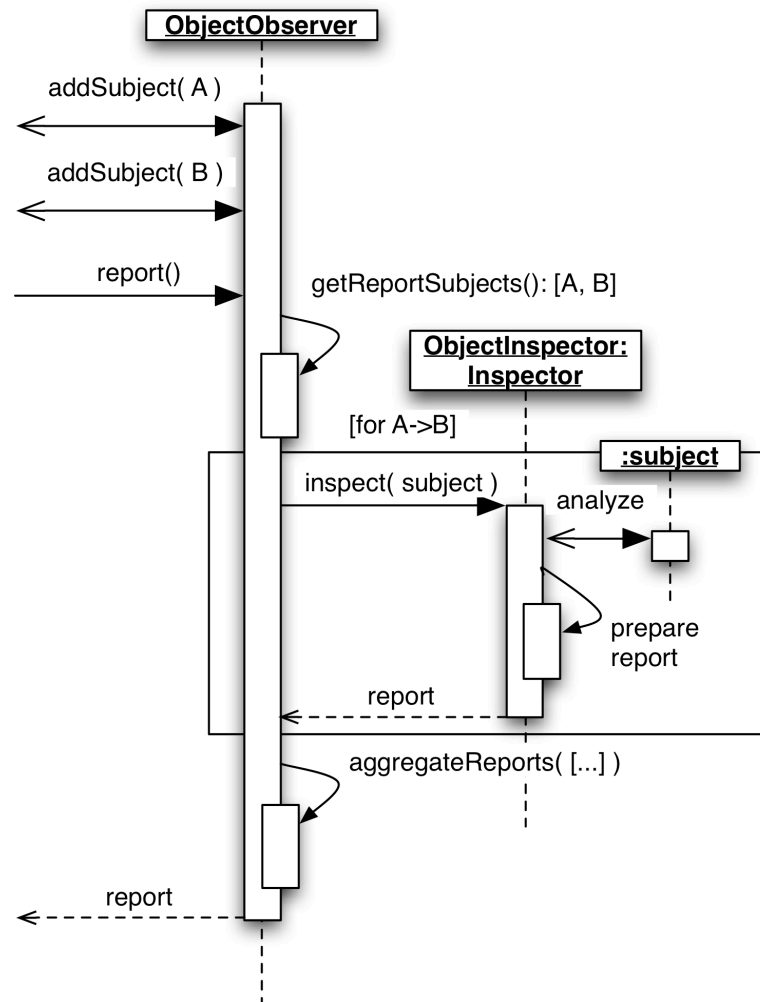 ObjectObserver
addSubject( A )
addSubject( B )
report()
getReportSubjects(): [A, B]
ObjectInspector:
Inspector
[for A->B]
:subject
inspect( subject )
analyze
prepare
report
report
aggregateReports( [...] )
report